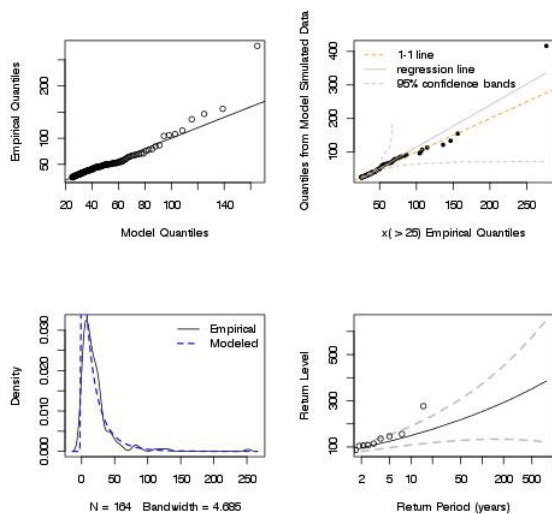 Empirical Quantiles
50
100
200
20
40
60
80
100
140
Model Quantiles
Quantiles from Model Simulated Data
100
200
300
400
1-1 line
regression line
95% confidence bands
50
100
150
200
250
x( > 25) Empirical Quantiles
Density
0.000
0.010
0.020
0.030
Empirical
Modeled
0
50
100
150
200
250
N = 164 Bandwidth = 4.685
Return Level
100
300
500
2
5
10
50
200
500
Return Period (years)